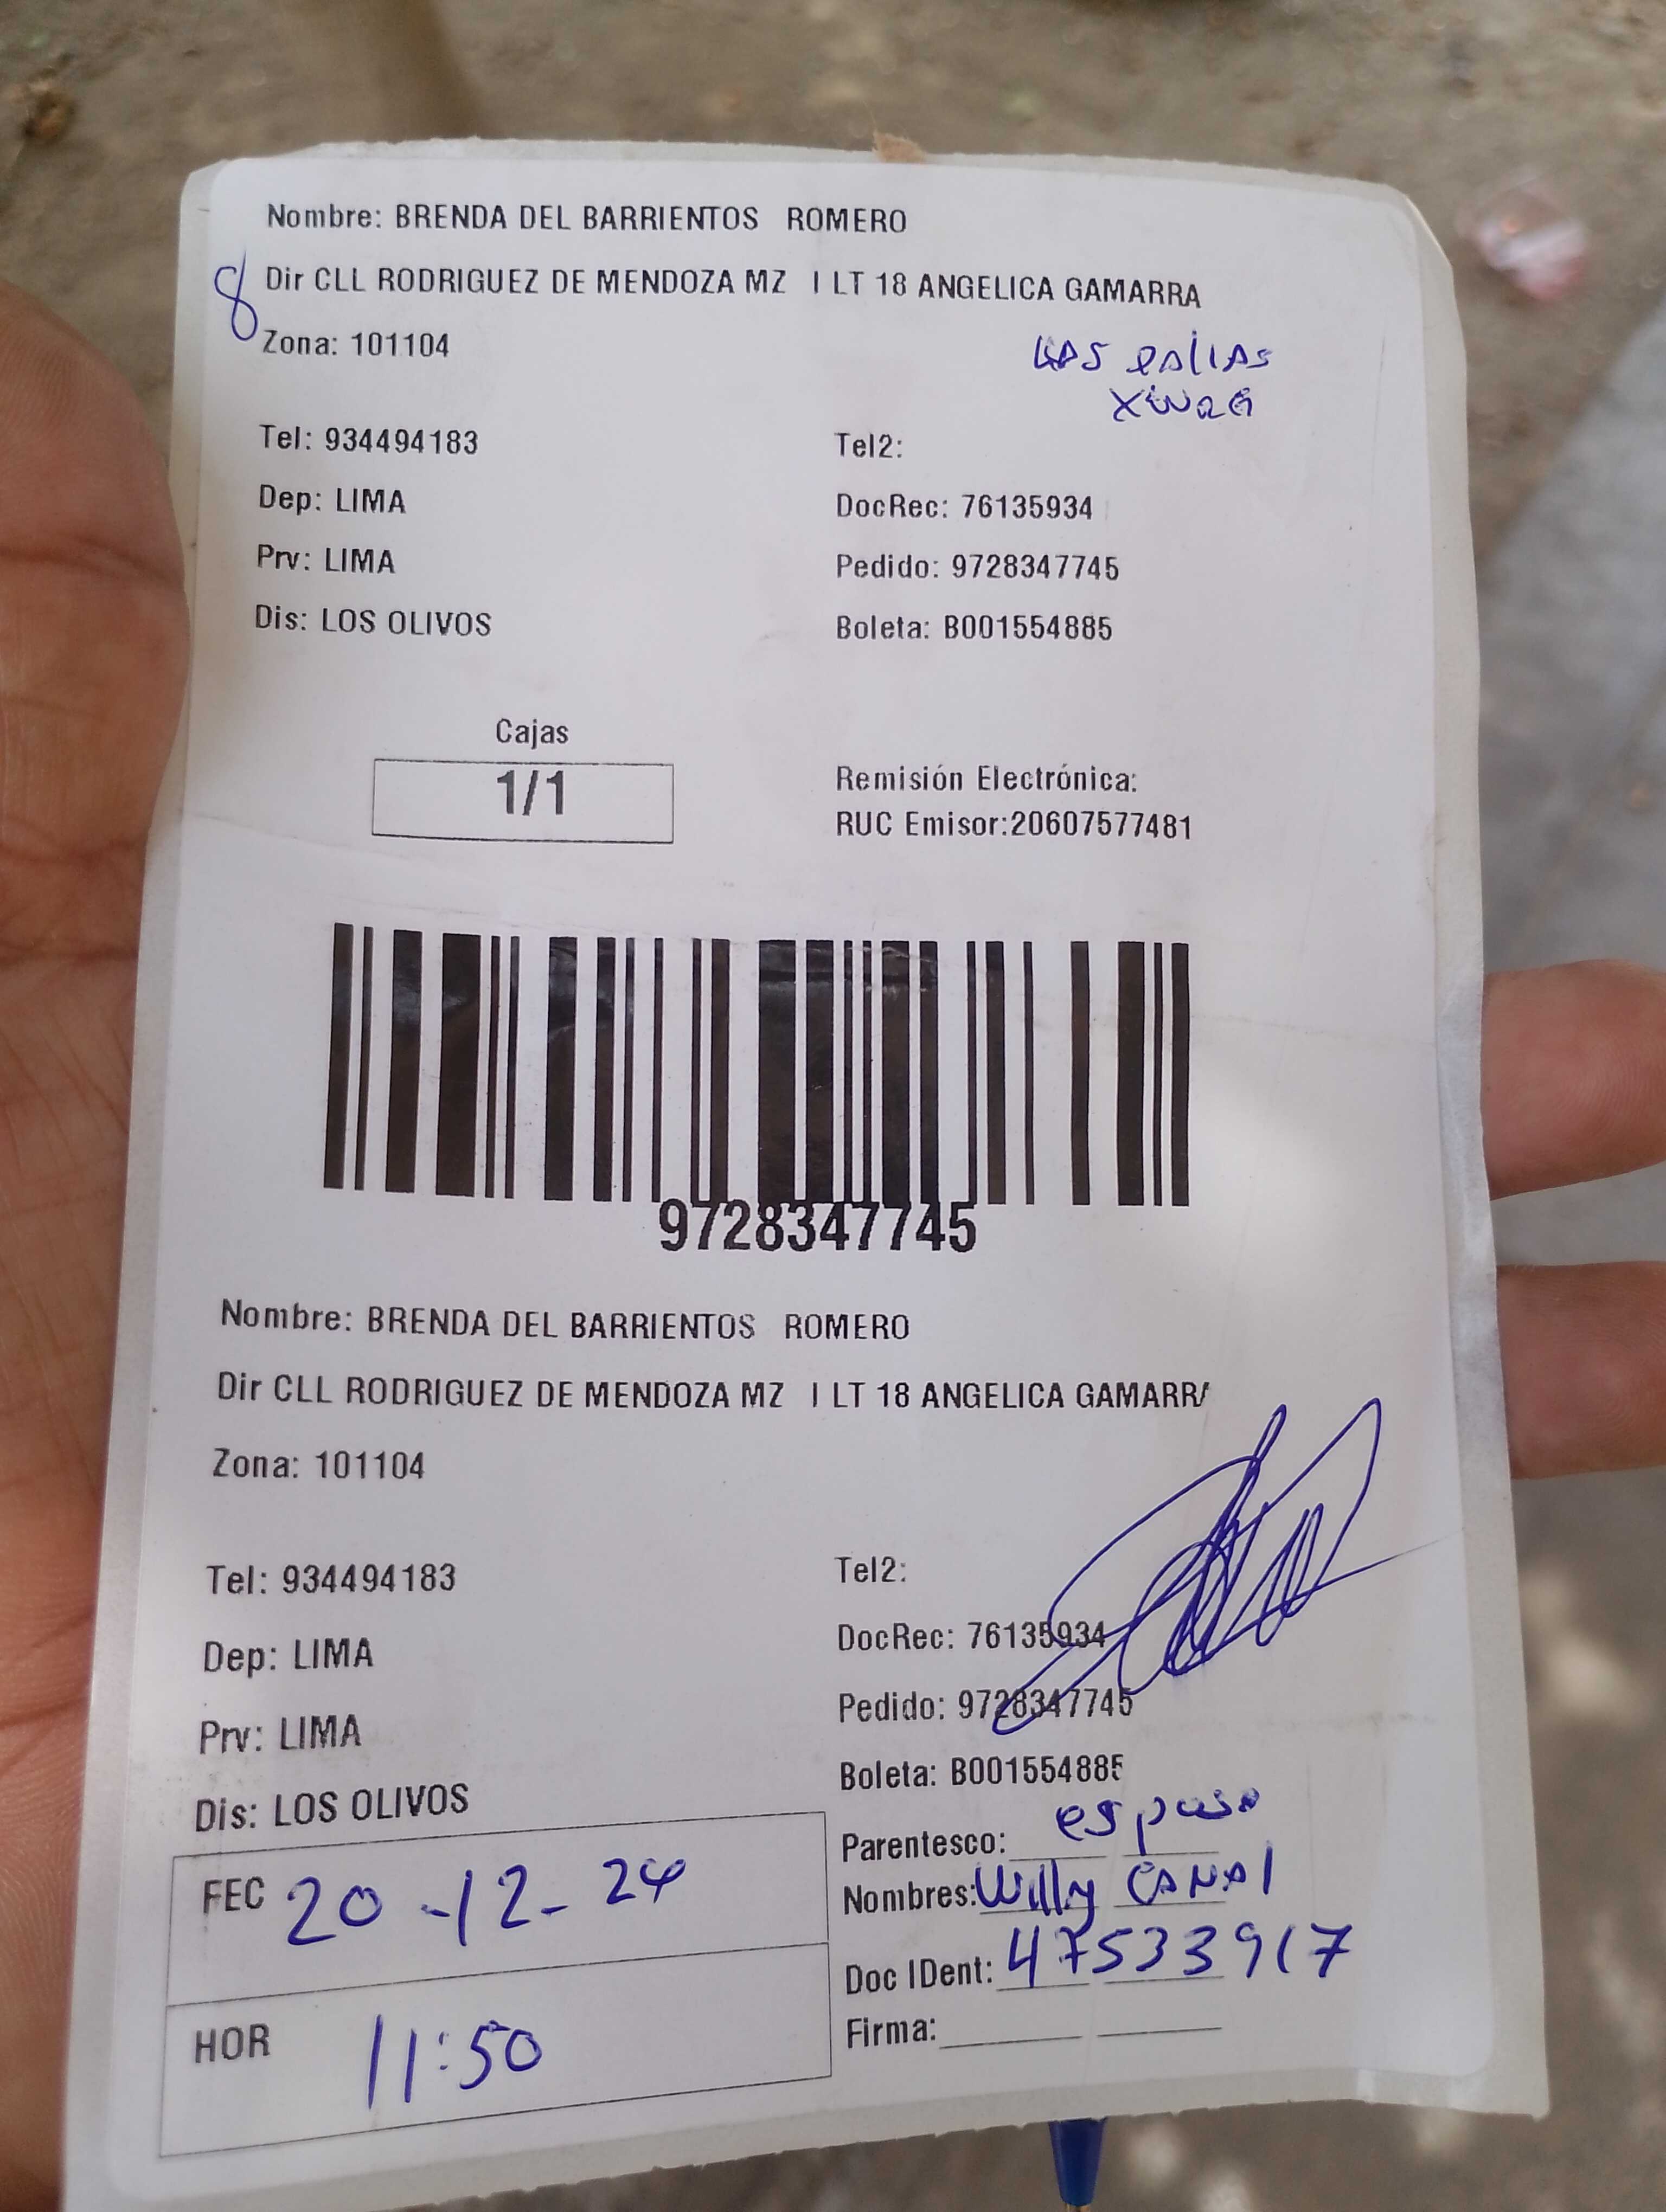 Nombre: BRENDA DEL BARRIENTOS ROMERO
8
Dir CLL RODRIGUEZ DE MENDOZA MZ I LT 18 ANGELICA GAMARRA
Zona: 101104
Tel: 934494183
Tel2:
Dep: LIMA
DocRec: 76135934
Prv: LIMA
Pedido: 9728347745
Dis: LOS OLIVOS
Boleta: B001554885
Cajas
1/1
Remisión Electrónica:
RUC Emisor:20607577481
9728347745
Nombre: BRENDA DEL BARRIENTOS ROMERO
Dir CLL RODRIGUEZ DE MENDOZA MZ I LT 18 ANGELICA GAMARRA
Zona: 101104
Tel: 934494183
Tel2:
Dep: LIMA
DocRec: 76135934
Prv: LIMA
Pedido: 9728347745
Dis: LOS OLIVOS
Boleta: B001554885
Parentesco: esposo
FEC 20-12-24
Nombres: Willy CANAl
Doc IDent: 47533917
HOR 11:50
Firma: